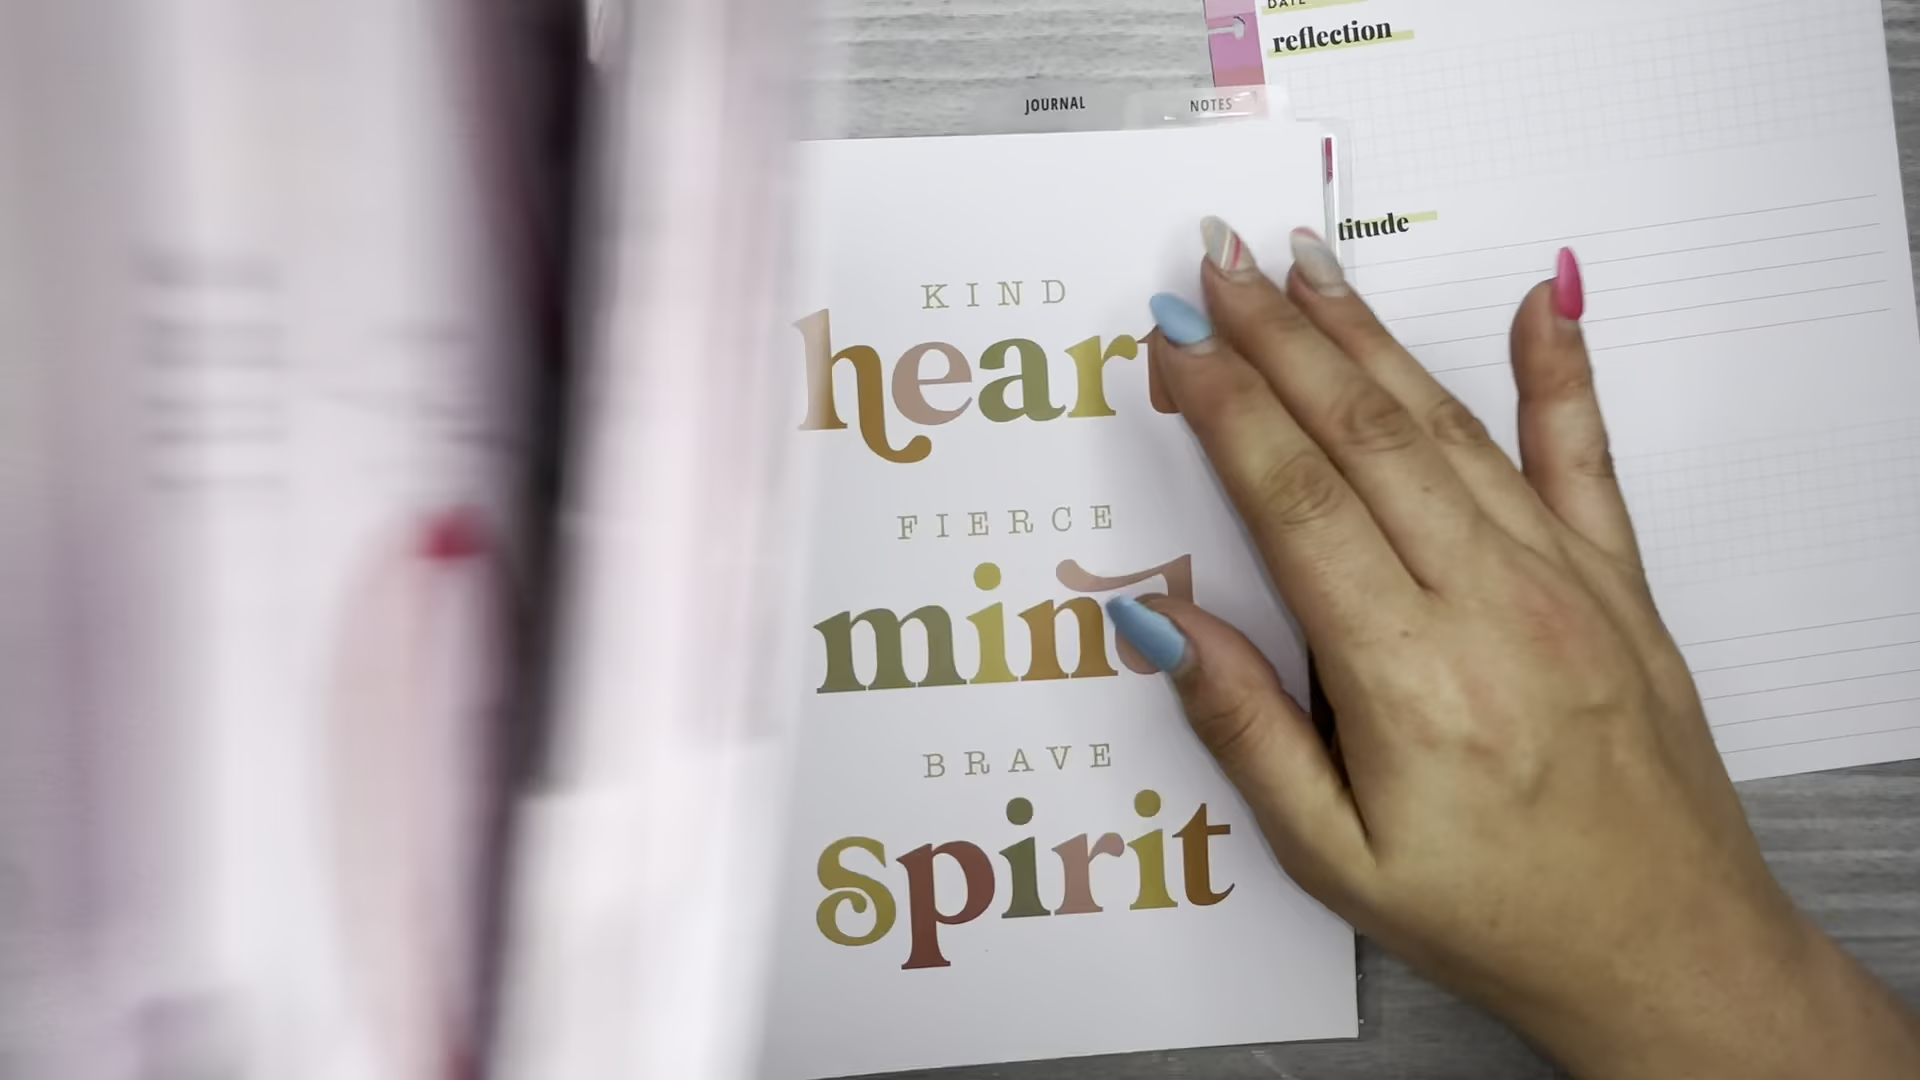 DATE
reflection
JOURNAL NOTES
titude
KIND
heart
FIERCE
mind
BRAVE
spirit